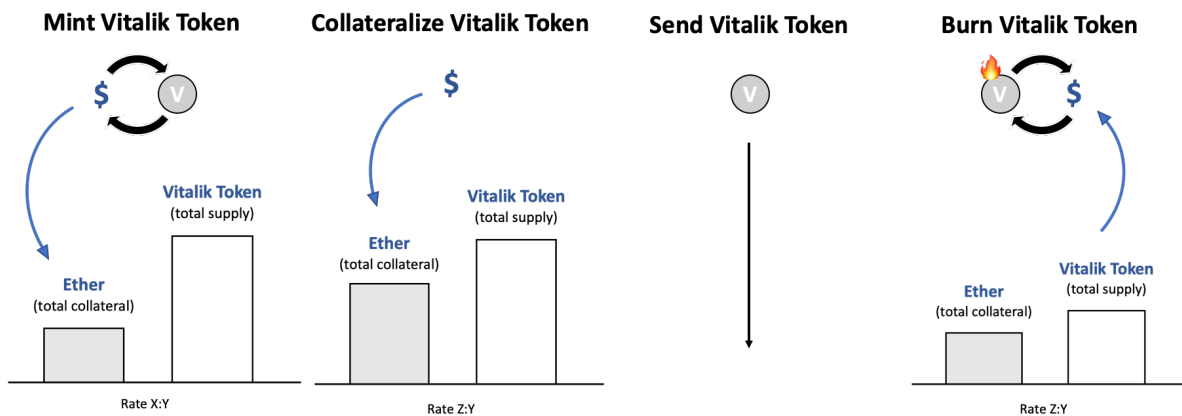 Mint Vitalik Token
$
V
Vitalik Token
(total supply)
Ether
(total collateral)
Rate X:Y
Collateralize Vitalik Token
$
Vitalik Token
(total supply)
Ether
(total collateral)
Rate Z:Y
Send Vitalik Token
V
Burn Vitalik Token
V
$
Vitalik Token
(total supply)
Ether
(total collateral)
Rate Z:Y